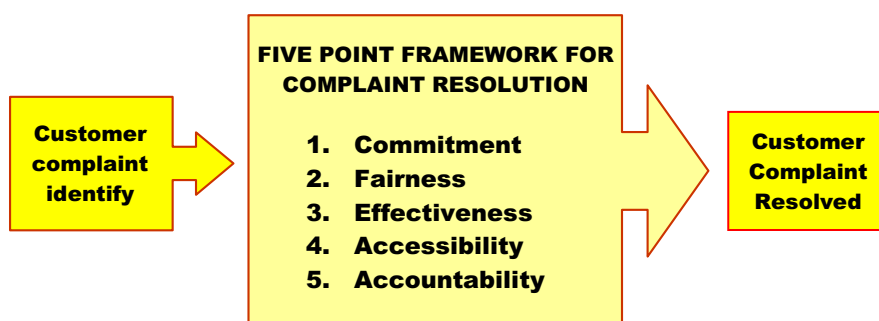 Customer
complaint
identify
FIVE POINT FRAMEWORK FOR
COMPLAINT RESOLUTION
1. Commitment
2. Fairness
3. Effectiveness
4. Accessibility
5. Accountability
Customer
Complaint
Resolved